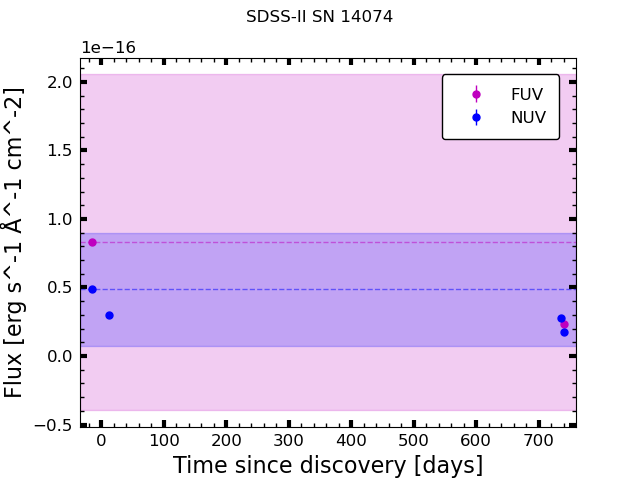 SDSS-II SN 14074
1e−16
Flux [erg s^-1 Å^-1 cm^-2]
2.0
1.5
1.0
0.5
0.0
−0.5
FUV
NUV
0 100 200 300 400 500 600 700
Time since discovery [days]